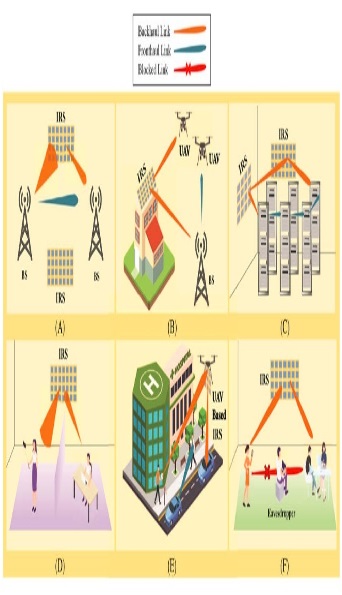 Backhaul Link
Fronthaul Link
Blocked Link
IRS
BS
BS
IRS
(A)
UAV
UAV
IRS
BS
(B)
IRS
IRS
(C)
IRS
(D)
H
UAV
Based
IRS
(E)
IRS
Eavesdropper
(F)